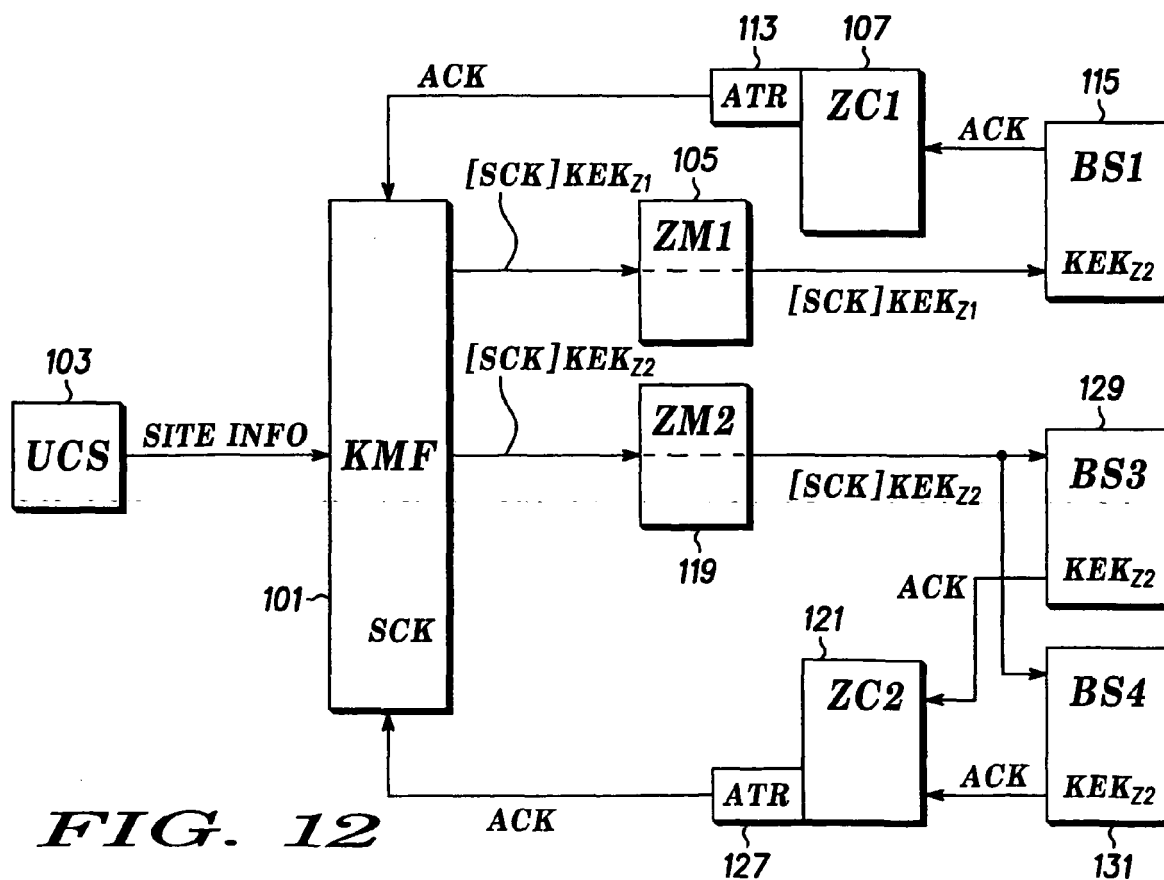 113
107
115
ACK
ATR
ZC1
ACK
BS1
[SCK]KEKZ1
105
ZM1
KEKZ2
[SCK]KEKZ1
[SCK]KEKZ2
103
ZM2
129
UCS
SITE INFO
KMF
[SCK]KEKZ2
BS3
119
ACK
KEKZ2
101
SCK
121
ZC2
BS4
ATR
ACK
KEKZ2
ACK
127
131
FIG. 12